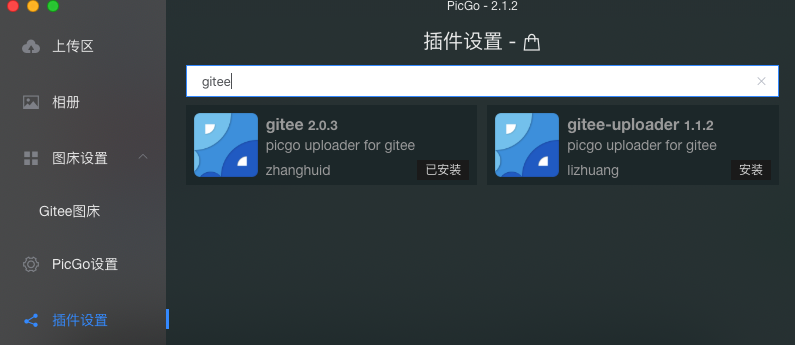 PicGo - 2.1.2
上传区
相册
图床设置
Gitee图床
PicGo设置
插件设置
插件设置 -
gitee
gitee 2.0.3
picgo uploader for gitee
zhanghuid
已安装
gitee-uploader 1.1.2
picgo uploader for gitee
lizhuang
安装